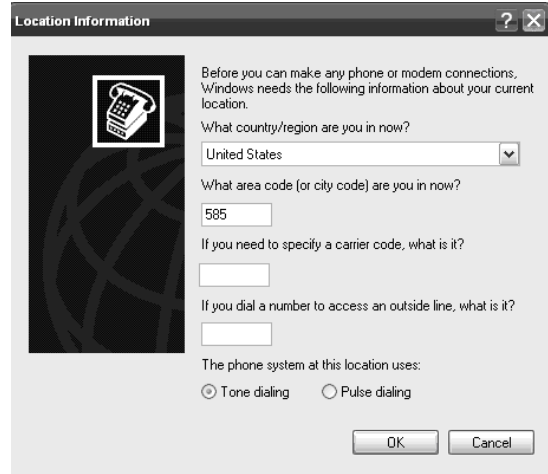 Location Information
Before you can make any phone or modem connections,
Windows needs the following information about your current
location.
What country/region are you in now?
United States
What area code (or city code) are you in now?
585
If you need to specify a carrier code, what is it?
If you dial a number to access an outside line, what is it?
The phone system at this location uses:
Tone dialing Pulse dialing
OK Cancel